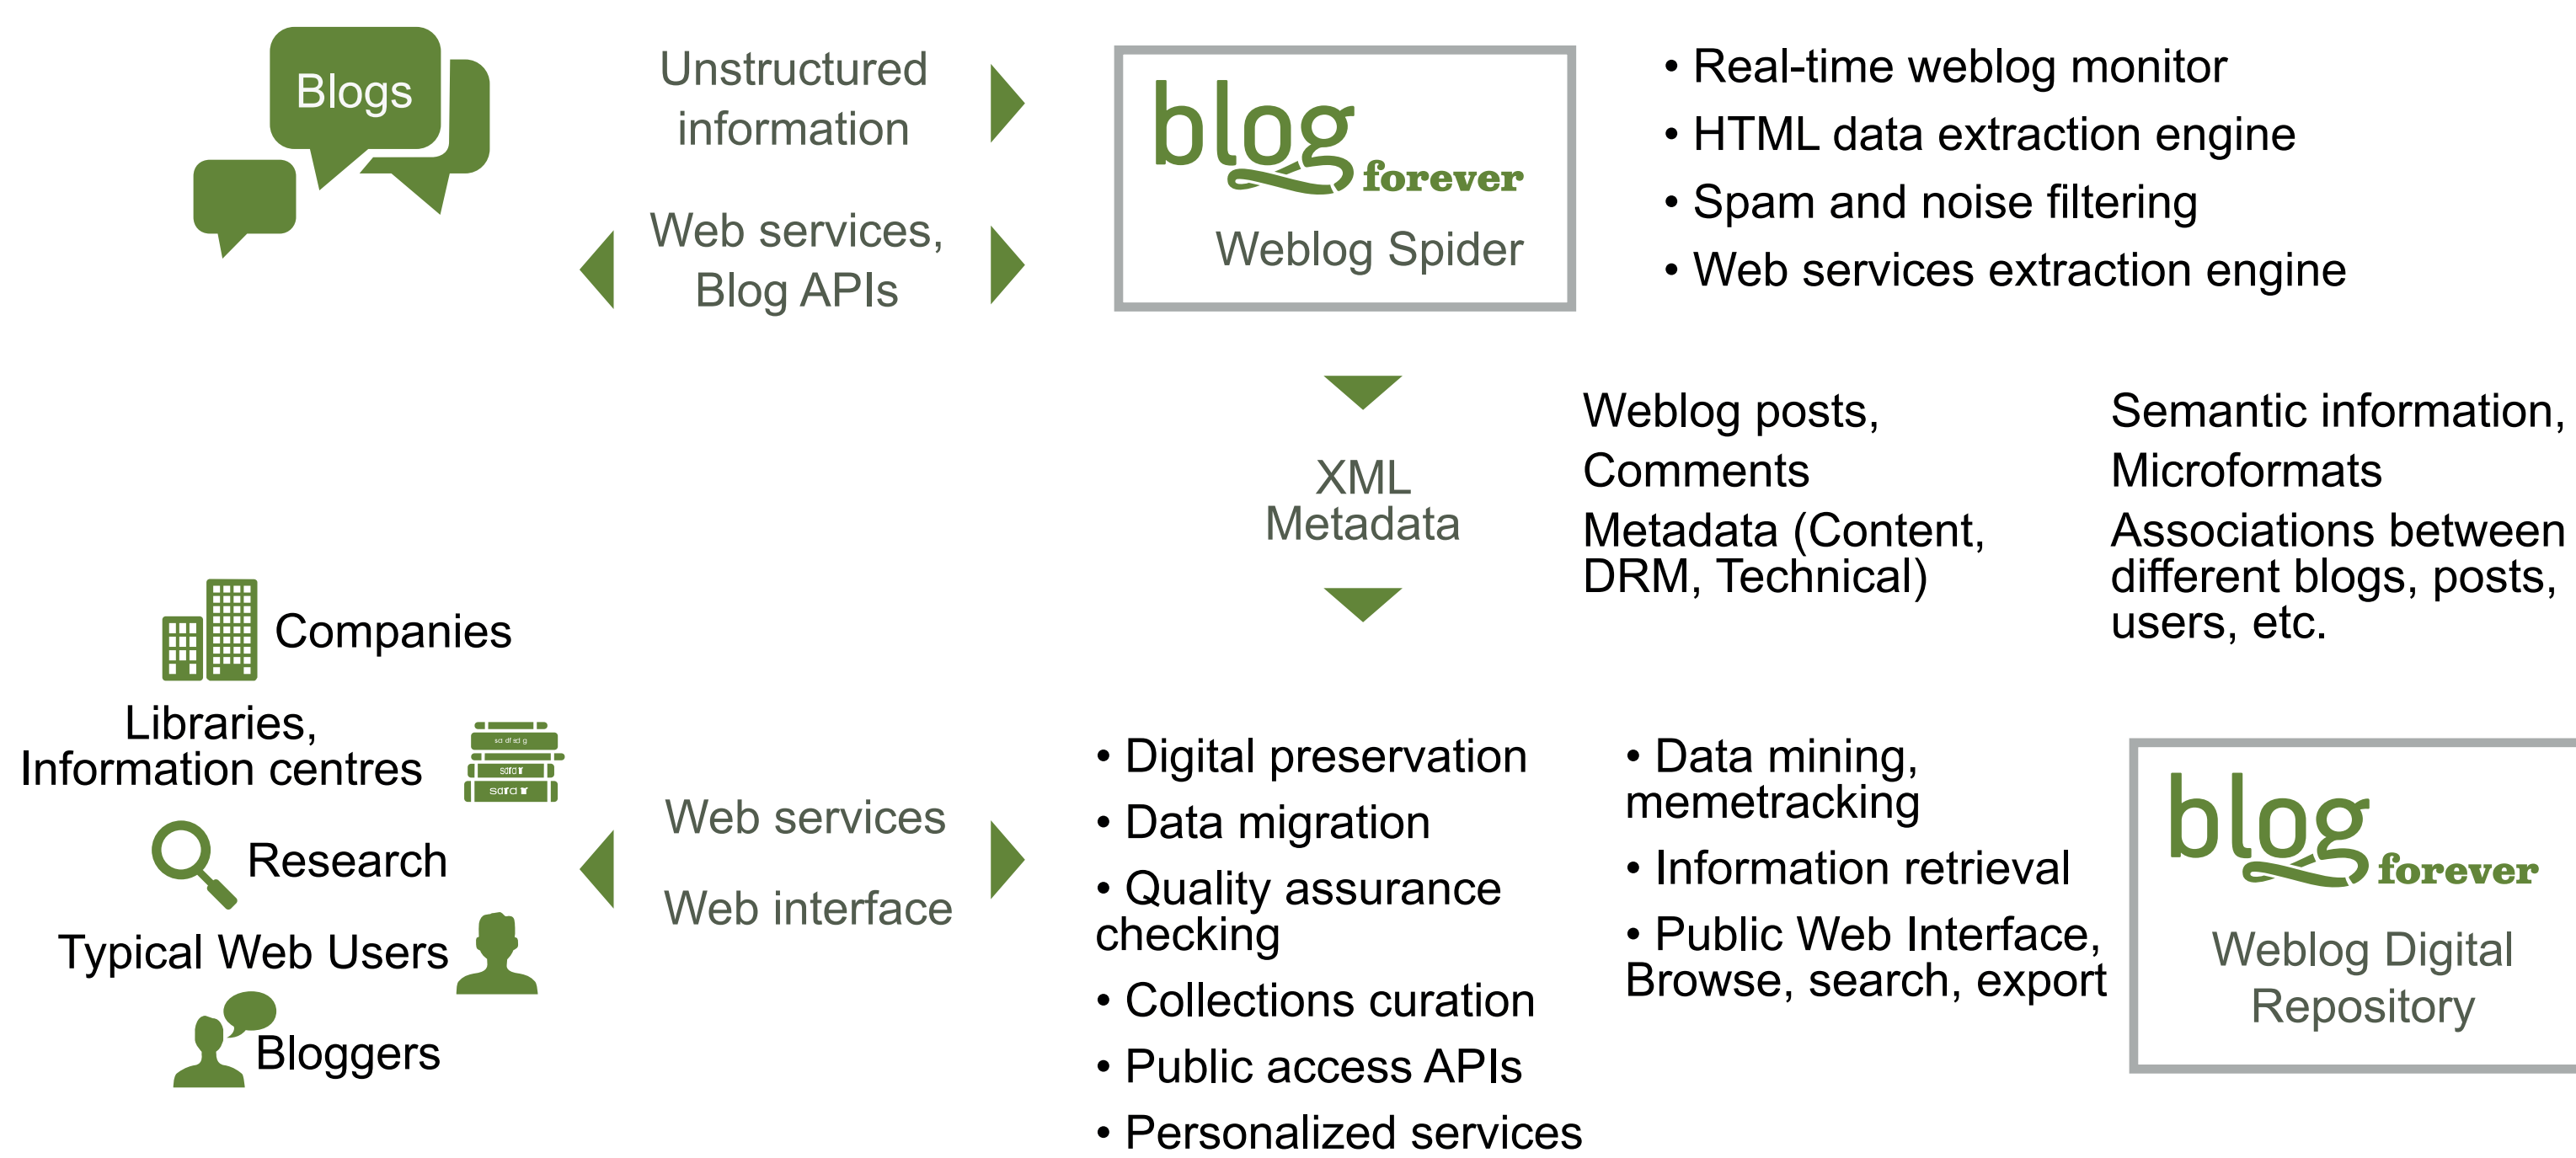 Blogs
Unstructured
information
Web services,
Blog APIs
blog
forever
Weblog Spider
• Real-time weblog monitor
• HTML data extraction engine
• Spam and noise filtering
• Web services extraction engine
XML
Metadata
Weblog posts,
Comments
Metadata (Content,
DRM, Technical)
Semantic information,
Microformats
Associations between
different blogs, posts,
users, etc.
Companies
Libraries,
Information centres
Research
Typical Web Users
Bloggers
Web services
Web interface
• Digital preservation
• Data migration
• Quality assurance
checking
• Collections curation
• Public access APIs
• Personalized services
• Data mining,
memetracking
• Information retrieval
• Public Web Interface,
Browse, search, export
blog
forever
Weblog Digital
Repository